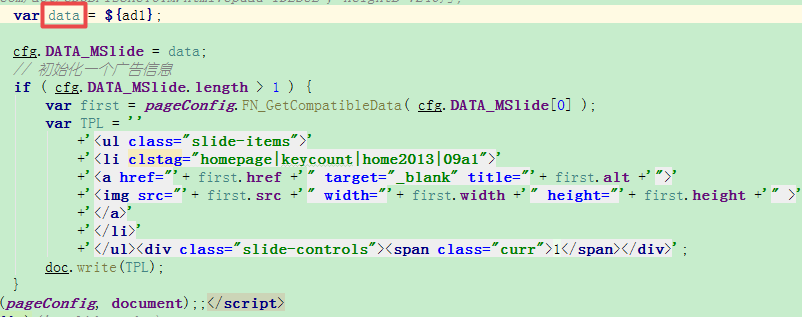 var data = ${ad1};
cfg.DATA_MSlide = data;
// 初始化一个广告信息
if ( cfg.DATA_MSlide.length > 1 ) {
var first = pageConfig.FN_GetCompatibleData( cfg.DATA_MSlide[0] );
var TPL = ''
+'<ul class="slide-items">'
+'<li clstag="homepage|keycount|home2013|09a1">'
+'<a href="'+ first.href +'" target="_blank" title="'+ first.alt +'">'
+'<img src="'+ first.src +'" width="'+ first.width +'" height="'+ first.height +'" >'
+'</a>'
+'</li>'
+'</ul><div class="slide-controls"><span class="curr">1</span></div>';
doc.write(TPL);
}
(pageConfig, document);;</script>